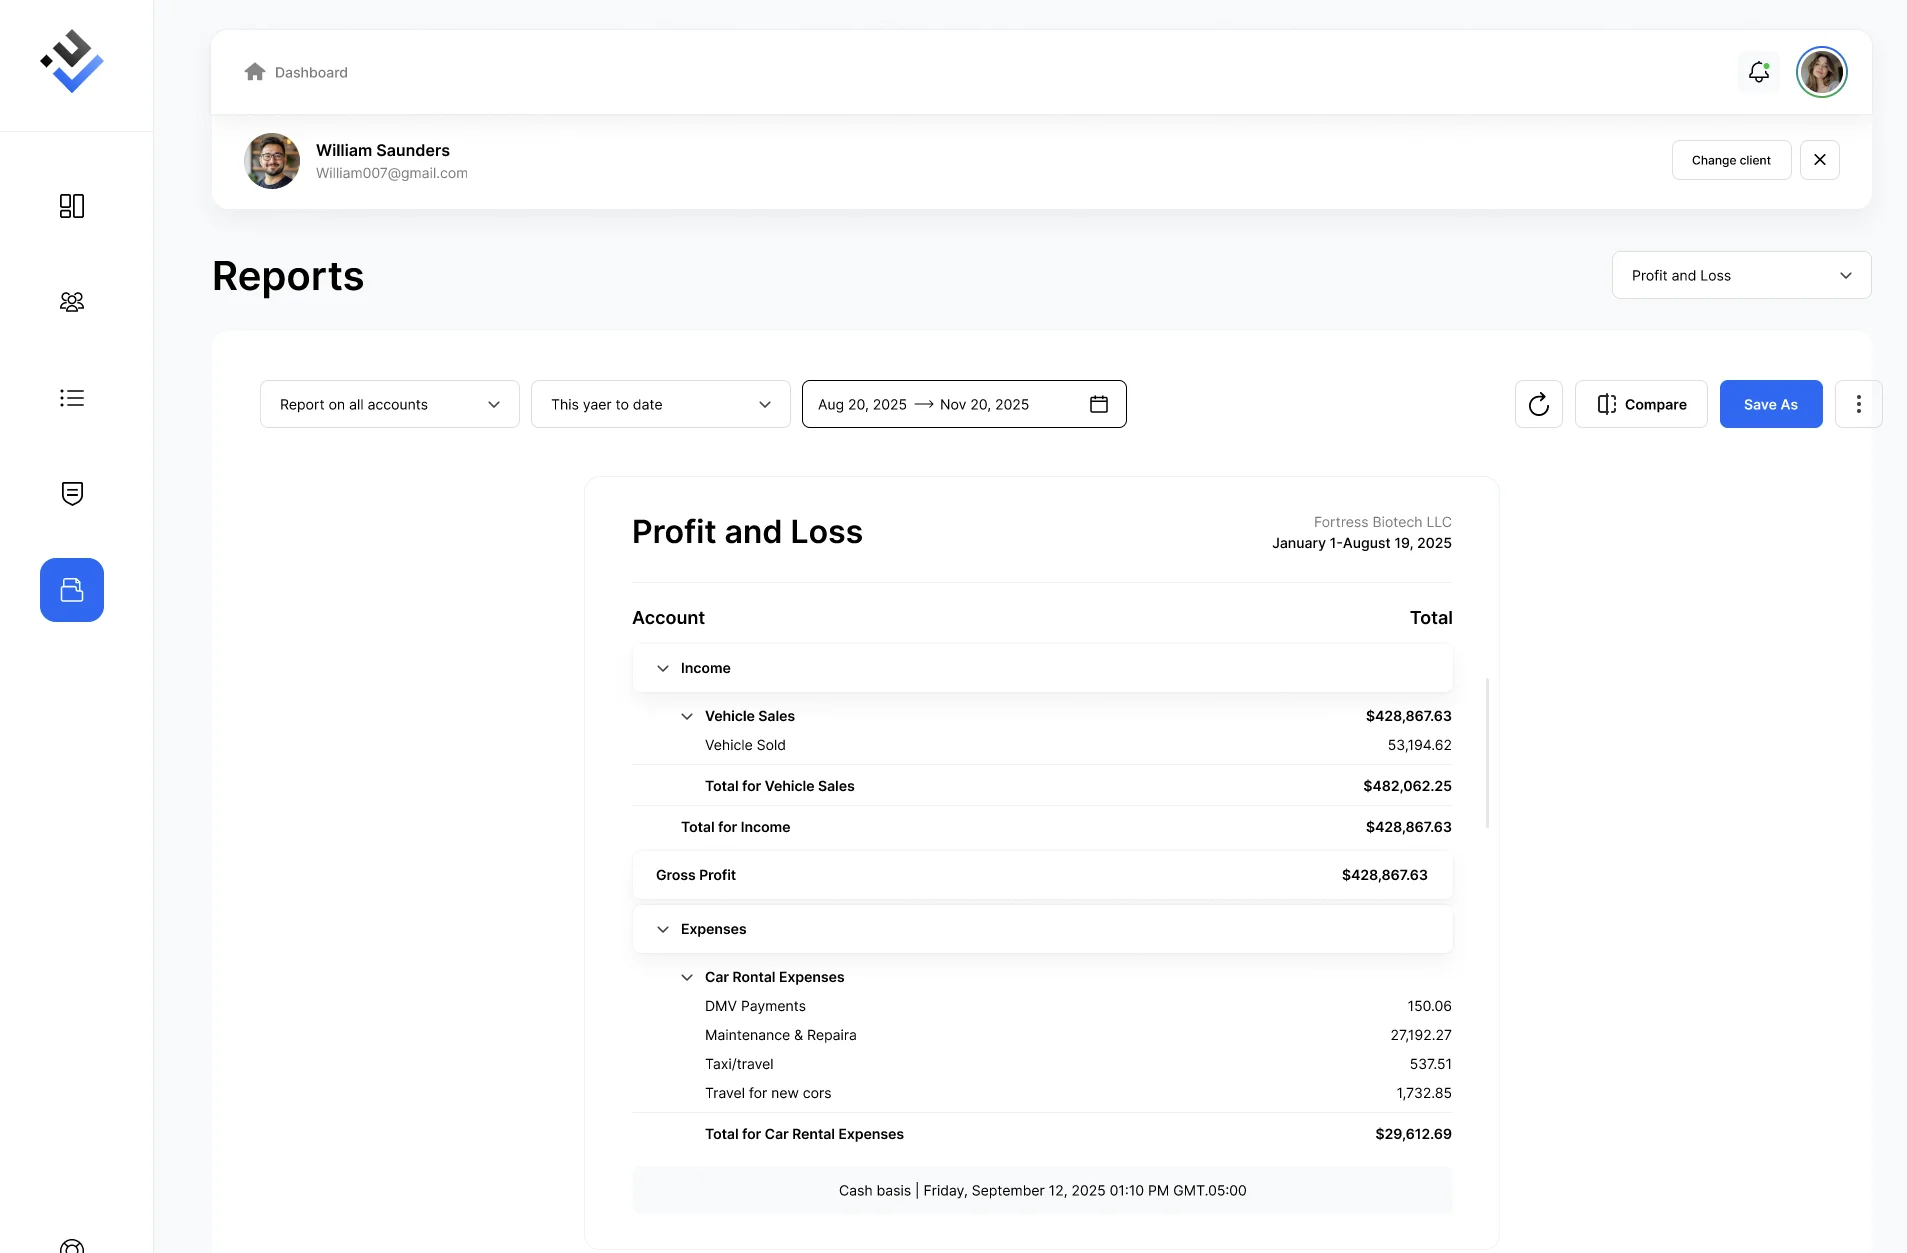 Dashboard
William Saunders
William007@gmail.com
Change client
Reports
Profit and Loss
Report on all accounts
This yaer to date
Aug 20, 2025 → Nov 20, 2025
Compare
Save As
Profit and Loss
Fortress Biotech LLC
January 1-August 19, 2025
Account Total
Income
Vehicle Sales $428,867.63
Vehicle Sold 53,194.62
Total for Vehicle Sales $482,062.25
Total for Income $428,867.63
Gross Profit $428,867.63
Expenses
Car Rontal Expenses
DMV Payments 150.06
Maintenance & Repaira 27,192.27
Taxi/travel 537.51
Travel for new cors 1,732.85
Total for Car Rental Expenses $29,612.69
Cash basis | Friday, September 12, 2025 01:10 PM GMT.05:00